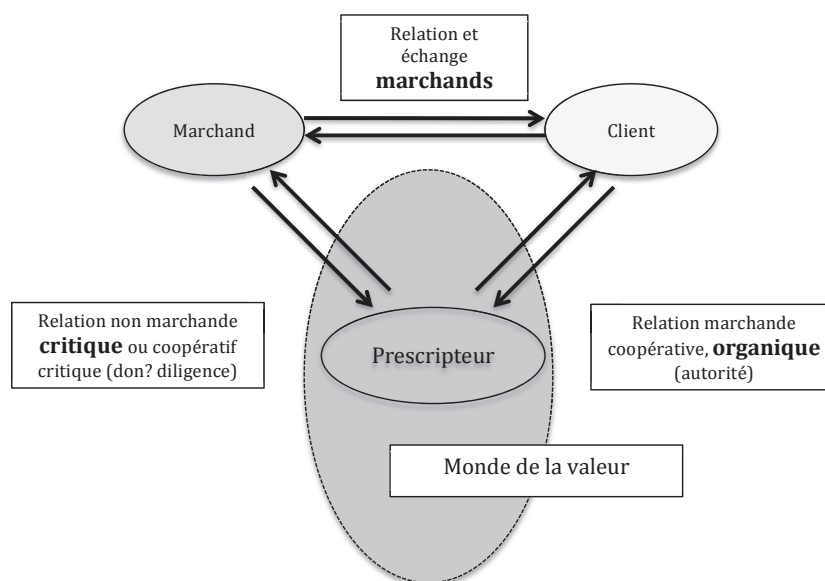 Relation et
échange
marchands
Marchand
Client
Relation non marchande
critique ou coopératif
critique (don? diligence)
Prescripteur
Relation marchande
coopérative, organique
(autorité)
Monde de la valeur